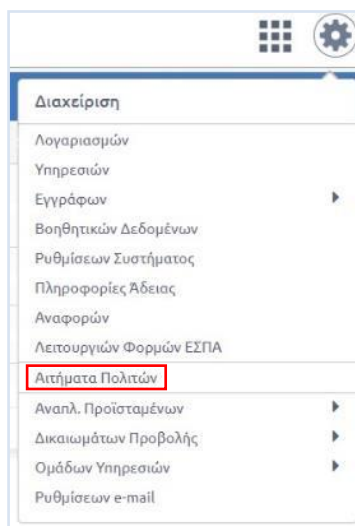 Διαχείριση
Λογαριασμών
Υπηρεσιών
Εγγράφων
Βοηθητικών Δεδομένων
Ρυθμίσεων Συστήματος
Πληροφορίες Άδειας
Αναφορών
Λειτουργιών Φορμών ΕΣΠΑ
Αιτήματα Πολιτών
Αναπλ. Προϊσταμένων
Δικαιωμάτων Προβολής
Ομάδων Υπηρεσιών
Ρυθμίσεων e-mail